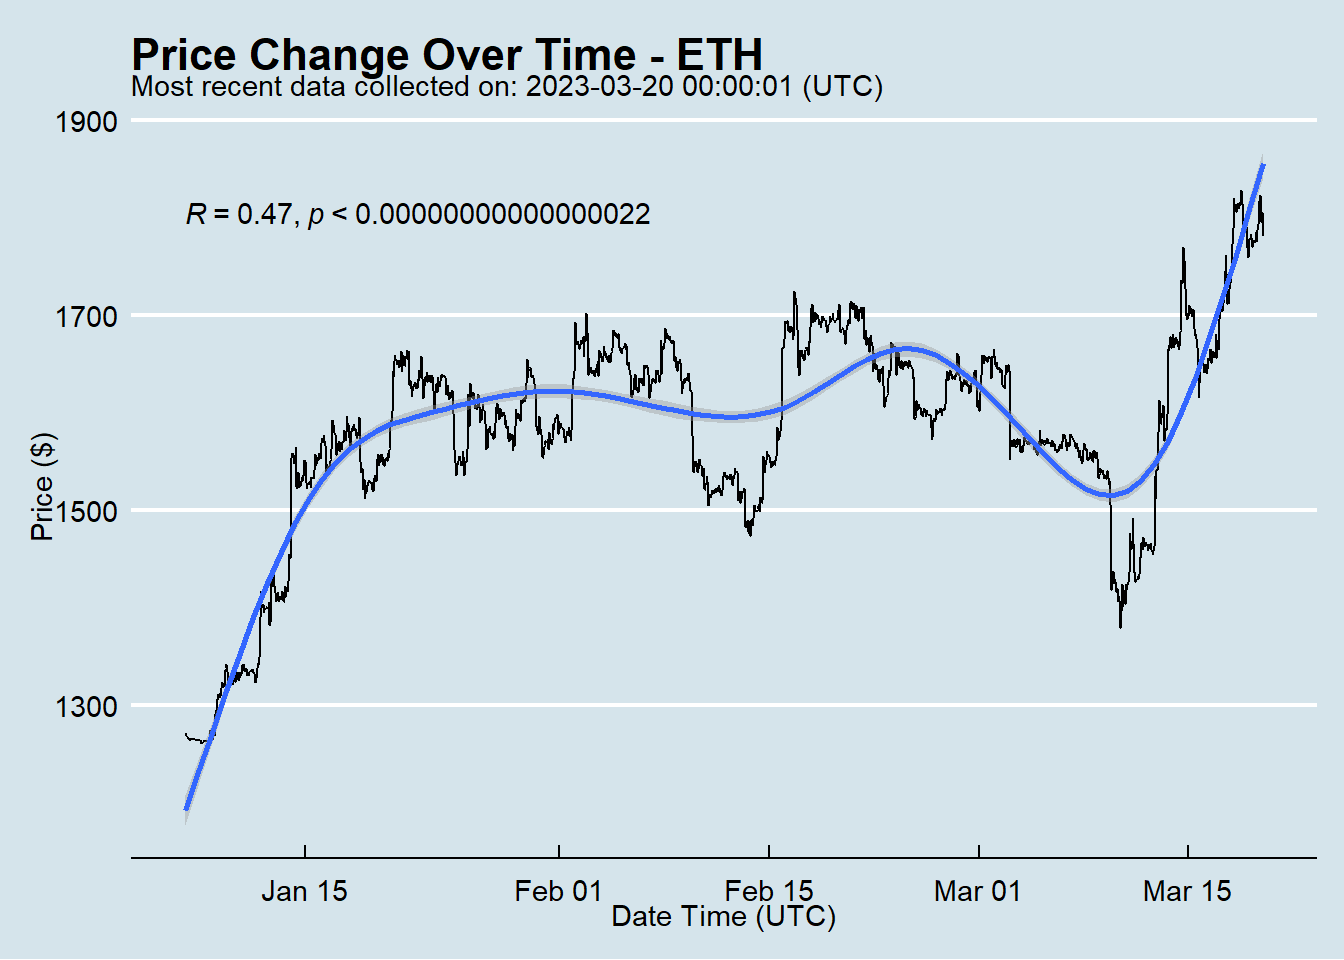 Price Change Over Time - ETH
Most recent data collected on: 2023-03-20 00:00:01 (UTC)
1900
R = 0.47, p < 0.00000000000000022
1700
Price ($)
1500
1300
Jan 15 Feb 01 Feb 15 Mar 01 Mar 15
Date Time (UTC)